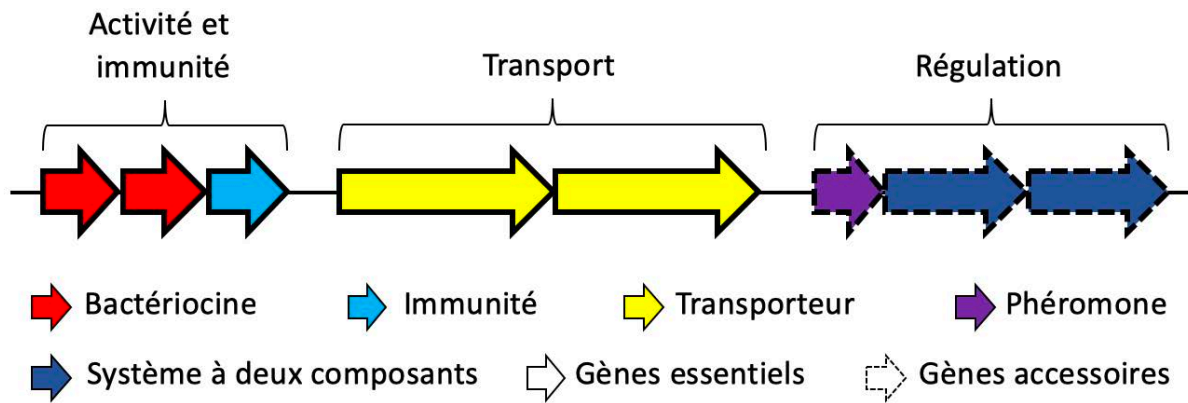 Activité et
immunité
Transport
Régulation
Bactériocine
Immunité
Transporteur
Phéromone
Système à deux composants
Gènes essentiels
Gènes accessoires